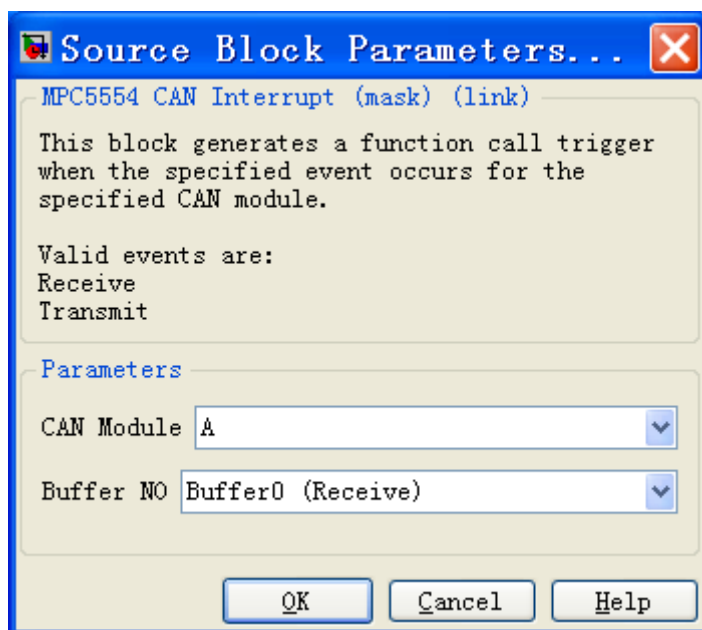 Source Block Parameters...
MPC5554 CAN Interrupt (mask) (link)
This block generates a function call trigger
when the specified event occurs for the
specified CAN module.
Valid events are:
Receive
Transmit
Parameters
CAN Module A
Buffer NO Buffer0 (Receive)
OK Cancel Help